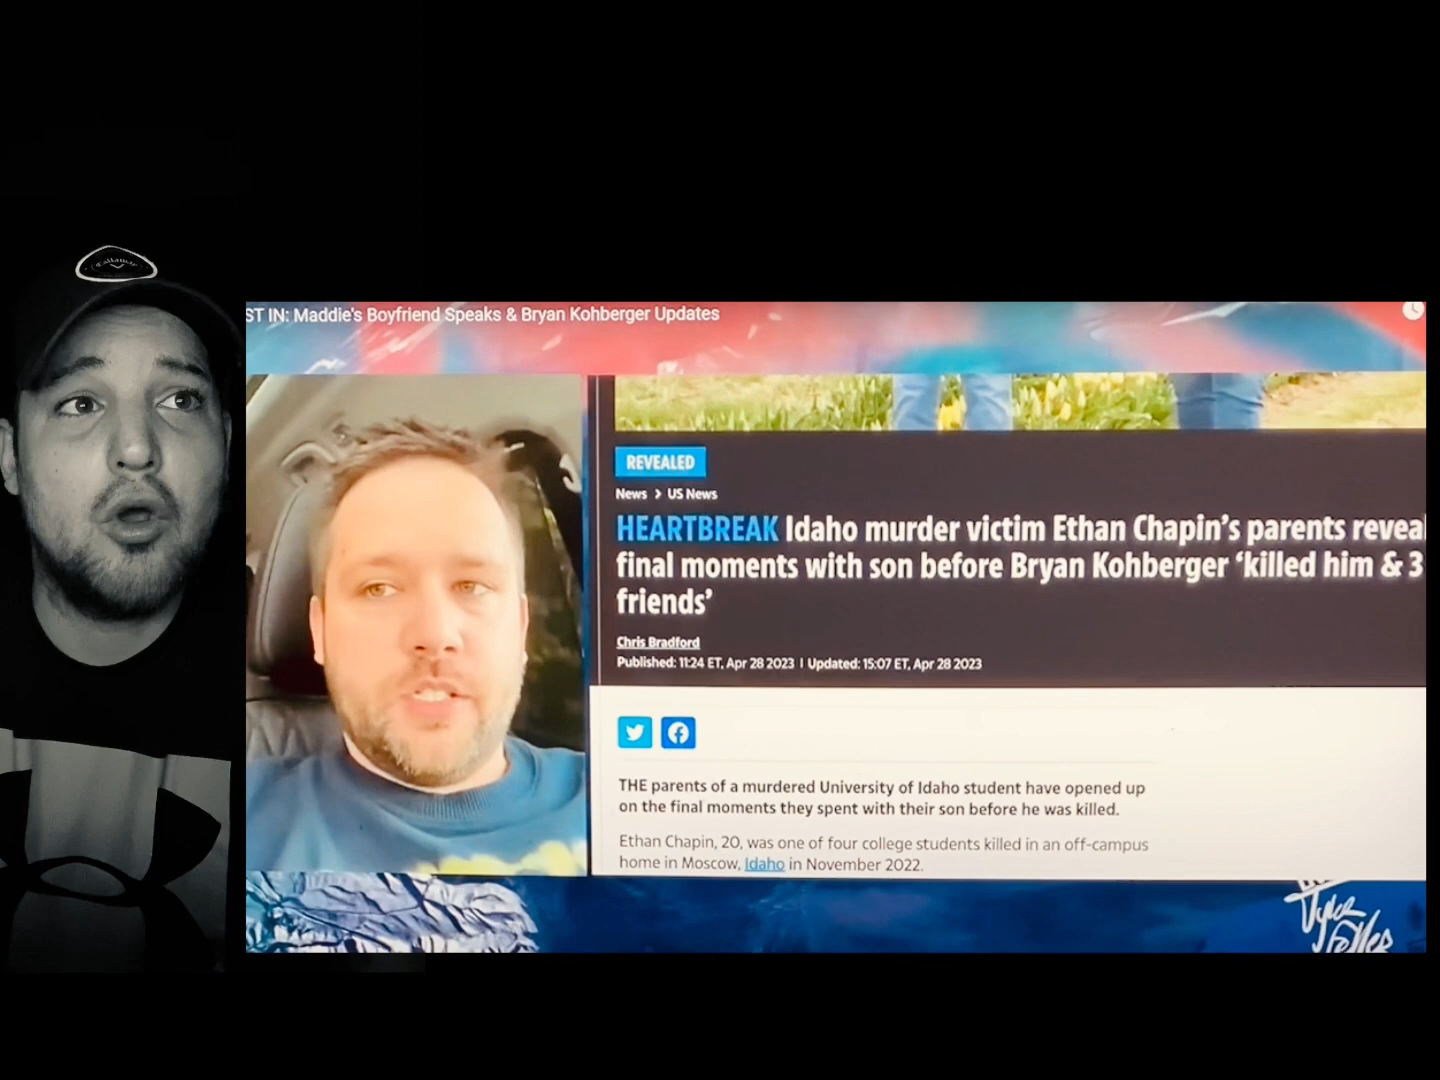 Callaway
ST IN: Maddie's Boyfriend Speaks & Bryan Kohberger Updates
REVEALED
News > US News
HEARTBREAK Idaho murder victim Ethan Chapin's parents reveal
final moments with son before Bryan Kohberger ‘killed him & 3
friends’
Chris Bradford
Published: 11:24 ET, Apr 28 2023 | Updated: 15:07 ET, Apr 28 2023
THE parents of a murdered University of Idaho student have opened up
on the final moments they spent with their son before he was killed.
Ethan Chapin, 20, was one of four college students killed in an off-campus
home in Moscow, Idaho in November 2022.
Tyler
Feller